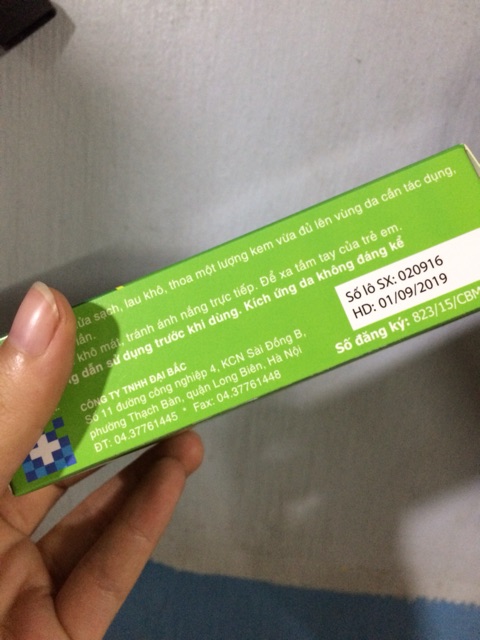 ửa sạch, lau khô, thoa một lượng kem vừa đủ lên vùng da cần tác dụng,
lần.
khô mát, tránh ánh nắng trực tiếp. Để xa tầm tay của trẻ em.
g dẫn sử dụng trước khi dùng. Kích ứng da không đáng kể
CÔNG TY TNHH ĐẠI BẮC
Số 11 đường công nghiệp 4, KCN Sài Đồng B,
phường Thạch Bàn, quận Long Biên, Hà Nội
ĐT: 04.37761445 * Fax: 04.37761448
Số lô SX: 020916
HD: 01/09/2019
Số đăng ký: 823/15/CBM